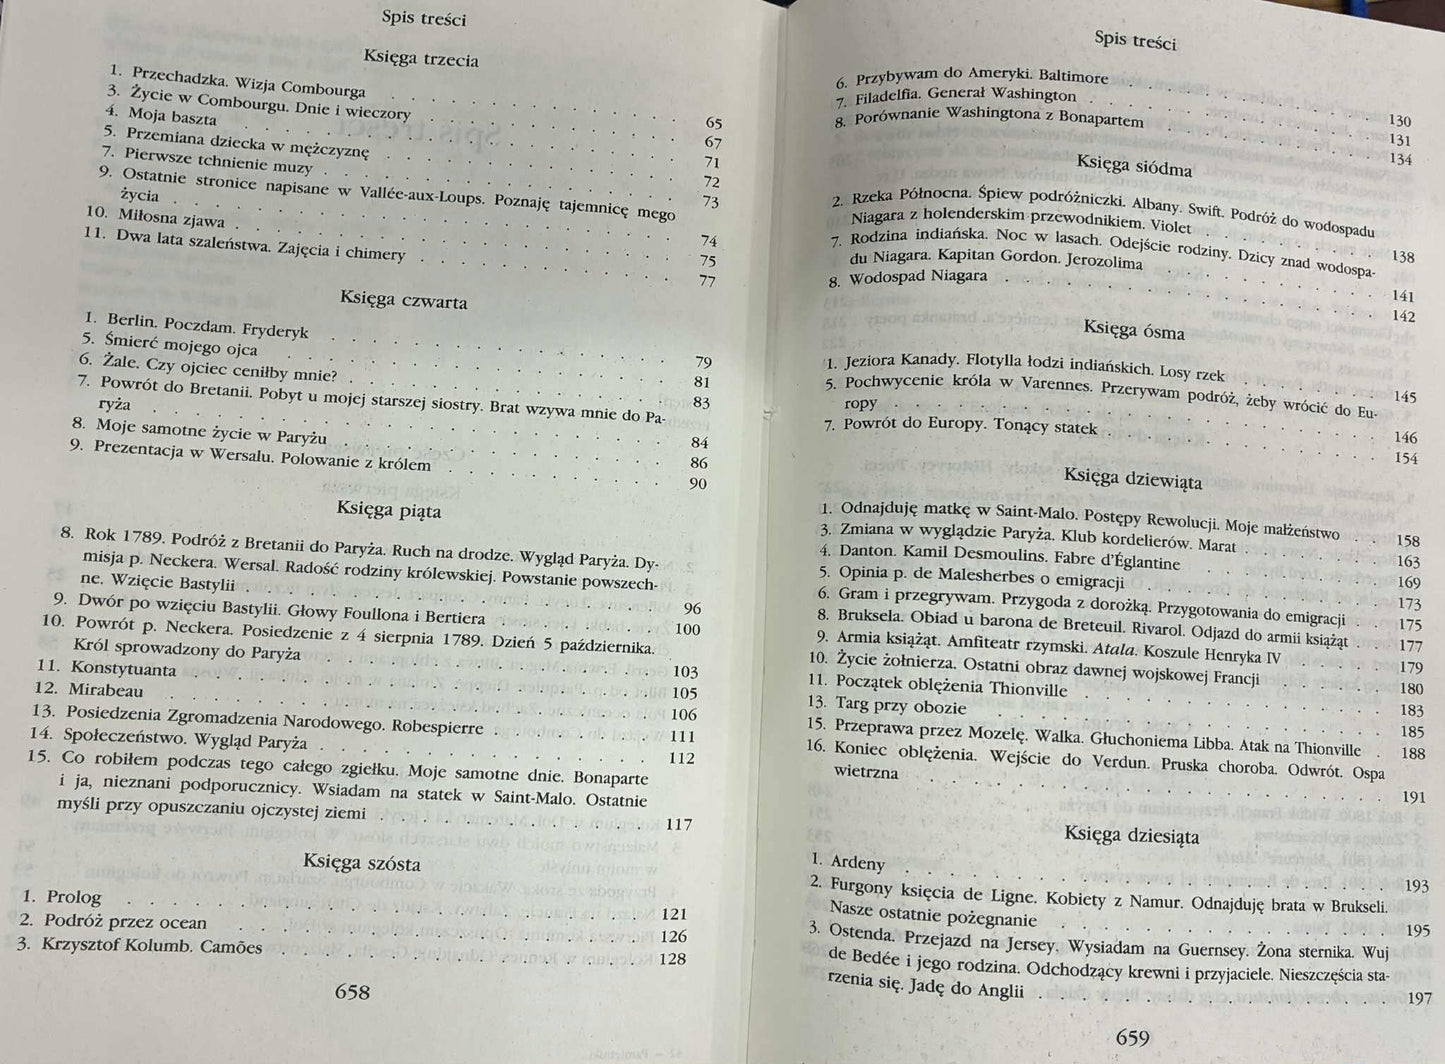 Spis treści
Księga trzecia
1. Przechadzka. Wizja Combourga . . . . . . . . . . . . . . 65
3. Życie w Combourgu. Dnie i wieczory . . . . . . . . . . . . 67
4. Moja baszta . . . . . . . . . . . . . . . . . . . . 71
5. Przemiana dziecka w mężczyznę . . . . . . . . . . . . . . 72
7. Pierwsze tchnienie muzy . . . . . . . . . . . . . . . . 73
9. Ostatnie stronice napisane w Vallée-aux-Loups. Poznaję tajemnicę mego
życia . . . . . . . . . . . . . . . . . . . . . . 74
10. Miłosna zjawa . . . . . . . . . . . . . . . . . . . 75
11. Dwa lata szaleństwa. Zajęcia i chimery . . . . . . . . . . . 77
Księga czwarta
1. Berlin. Poczdam. Fryderyk . . . . . . . . . . . . . . . 79
5. Śmierć mojego ojca . . . . . . . . . . . . . . . . . 81
6. Żale. Czy ojciec ceniłby mnie? . . . . . . . . . . . . . . 83
7. Powrót do Bretanii. Pobyt u mojej starszej siostry. Brat wzywa mnie do Pa-
ryża . . . . . . . . . . . . . . . . . . . . . . 84
8. Moje samotne życie w Paryżu . . . . . . . . . . . . . . 86
9. Prezentacja w Wersalu. Polowanie z królem . . . . . . . . . 90
Księga piąta
8. Rok 1789. Podróż z Bretanii do Paryża. Ruch na drodze. Wygląd Paryża. Dy-
misja p. Neckera. Wersal. Radość rodziny królewskiej. Powstanie powszech-
ne. Wzięcie Bastylii . . . . . . . . . . . . . . . . . 96
9. Dwór po wzięciu Bastylii. Głowy Foullona i Bertiera . . . . . . . 100
10. Powrót p. Neckera. Posiedzenie z 4 sierpnia 1789. Dzień 5 października.
Król sprowadzony do Paryża . . . . . . . . . . . . . . 103
11. Konstytuanta . . . . . . . . . . . . . . . . . . . 105
12. Mirabeau . . . . . . . . . . . . . . . . . . . . 106
13. Posiedzenia Zgromadzenia Narodowego. Robespierre . . . . . . . 111
14. Społeczeństwo. Wygląd Paryża . . . . . . . . . . . . . . 112
15. Co robiłem podczas tego całego zgiełku. Moje samotne dnie. Bonaparte
i ja, nieznani podporucznicy. Wsiadam na statek w Saint-Malo. Ostatnie
myśli przy opuszczaniu ojczystej ziemi . . . . . . . . . . . 117
Księga szósta
1. Prolog . . . . . . . . . . . . . . . . . . . . . 121
2. Podróż przez ocean . . . . . . . . . . . . . . . . . 126
3. Krzysztof Kolumb. Camões . . . . . . . . . . . . . . . 128
658
Spis treści
6. Przybywam do Ameryki. Baltimore . . . . . . . . . . . . 130
7. Filadelfia. Generał Washington . . . . . . . . . . . . . . 131
8. Porównanie Washingtona z Bonapartem . . . . . . . . . . . 134
Księga siódma
2. Rzeka Północna. Śpiew podróżniczki. Albany. Swift. Podróż do wodospadu
Niagara z holenderskim przewodnikiem. Violet . . . . . . . . . 138
7. Rodzina indiańska. Noc w lasach. Odejście rodziny. Dzicy znad wodospa-
du Niagara. Kapitan Gordon. Jerozolima . . . . . . . . . . . 141
8. Wodospad Niagara . . . . . . . . . . . . . . . . . 142
Księga ósma
1. Jeziora Kanady. Flotylla łodzi indiańskich. Losy rzek . . . . . . . 145
5. Pochwycenie króla w Varennes. Przerywam podróż, żeby wrócić do Eu-
ropy . . . . . . . . . . . . . . . . . . . . . . 146
7. Powrót do Europy. Tonący statek . . . . . . . . . . . . . 154
Księga dziewiąta
1. Odnajduję matkę w Saint-Malo. Postępy Rewolucji. Moje małżeństwo . . 158
3. Zmiana w wyglądzie Paryża. Klub kordelierów. Marat . . . . . . . 163
4. Danton. Kamil Desmoulins. Fabre d'Églantine . . . . . . . . . 169
5. Opinia p. de Malesherbes o emigracji . . . . . . . . . . . . 173
6. Gram i przegrywam. Przygoda z dorożką. Przygotowania do emigracji . . 175
8. Bruksela. Obiad u barona de Breteuil. Rivarol. Odjazd do armii książąt . . 177
9. Armia książąt. Amfiteatr rzymski. Atala. Koszule Henryka IV . . . . . 179
10. Życie żołnierza. Ostatni obraz dawnej wojskowej Francji . . . . . . 180
11. Początek oblężenia Thionville . . . . . . . . . . . . . . 183
13. Targ przy obozie . . . . . . . . . . . . . . . . . . 185
15. Przeprawa przez Mozelę. Walka. Głuchoniema Libba. Atak na Thionville . 188
16. Koniec oblężenia. Wejście do Verdun. Pruska choroba. Odwrót. Ospa
wietrzna . . . . . . . . . . . . . . . . . . . . 191
Księga dziesiąta
1. Ardeny . . . . . . . . . . . . . . . . . . . . . 193
2. Furgony księcia de Ligne. Kobiety z Namur. Odnajduję brata w Brukseli.
Nasze ostatnie pożegnanie . . . . . . . . . . . . . . . 195
3. Ostenda. Przejazd na Jersey. Wysiadam na Guernsey. Żona sternika. Wuj
de Bedée i jego rodzina. Odchodzący krewni i przyjaciele. Nieszczęścia sta-
rzenia się. Jadę do Anglii . . . . . . . . . . . . . . . 197
659